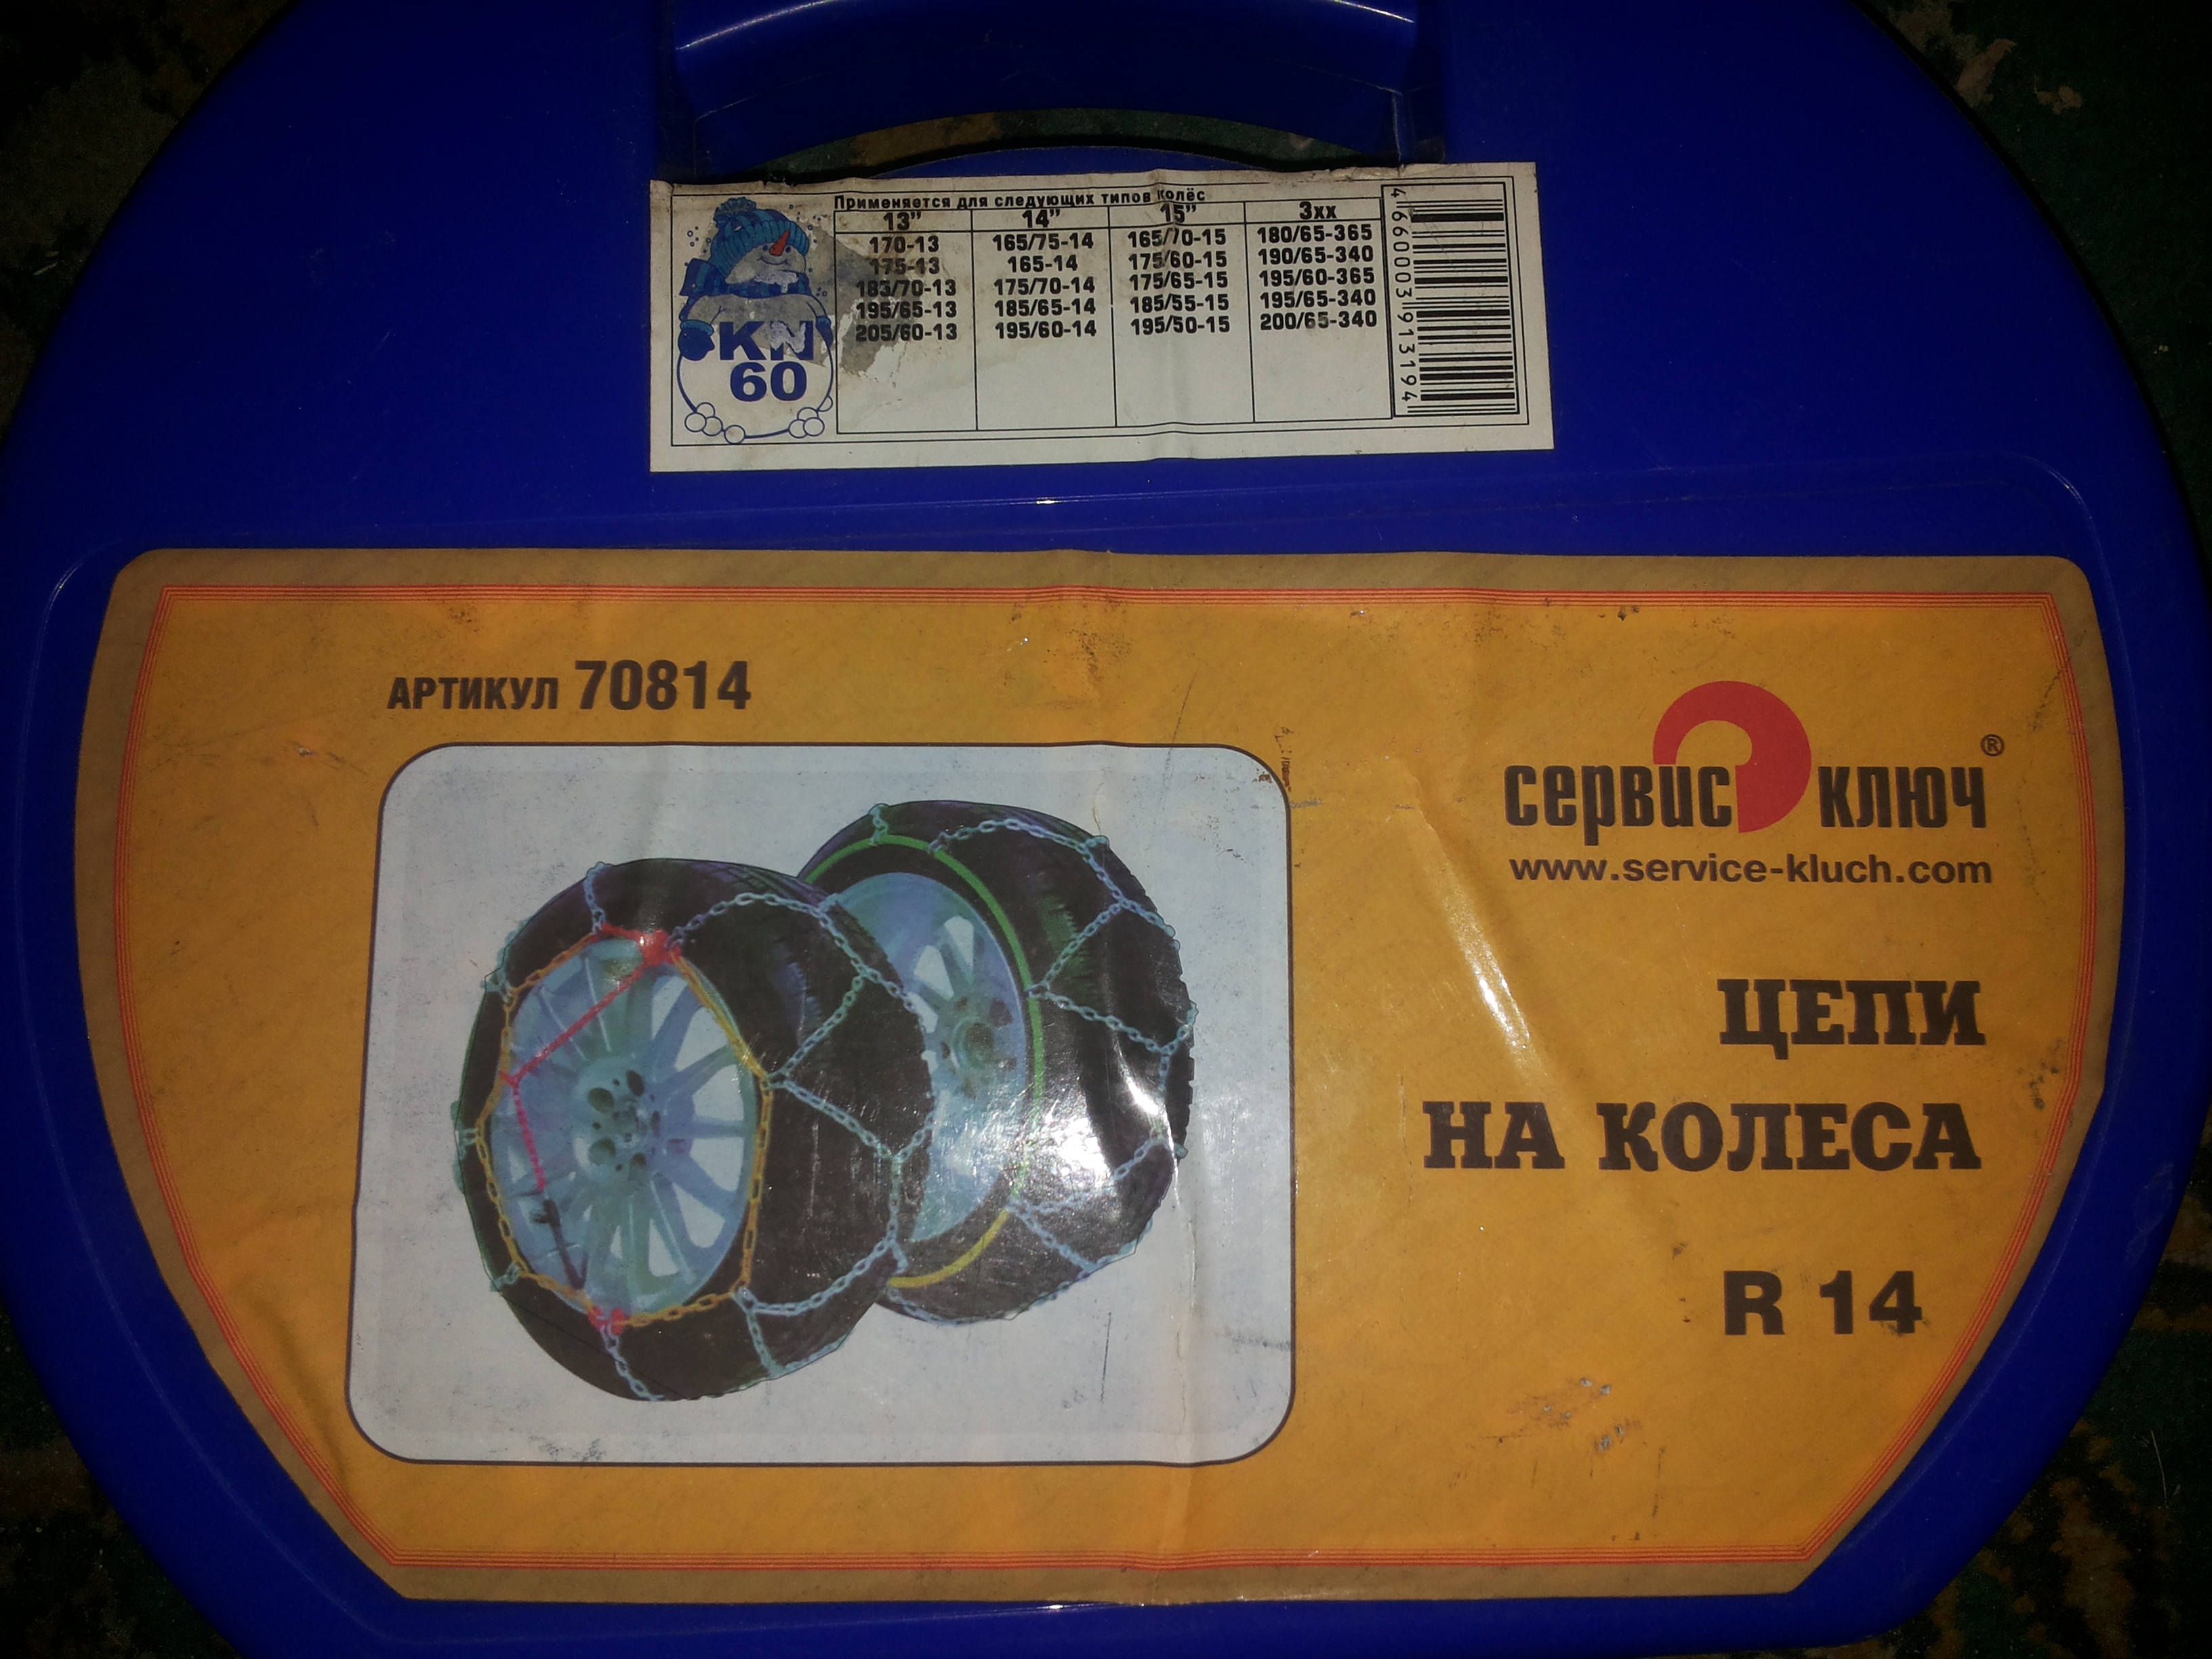 Применяется для следующих типов колёс
13" 14" 15" 3xx
170-13 165/75-14 165/70-15 180/65-365
175-13 165-14 175/60-15 190/65-340
183/70-13 175/70-14 175/65-15 195/60-365
195/65-13 185/65-14 185/55-15 195/65-340
205/60-13 195/60-14 195/50-15 200/65-340
KN
60
4660003913194
АРТИКУЛ 70814
сервис ключ ®
www.service-kluch.com
ЦЕПИ
НА КОЛЕСА
R 14